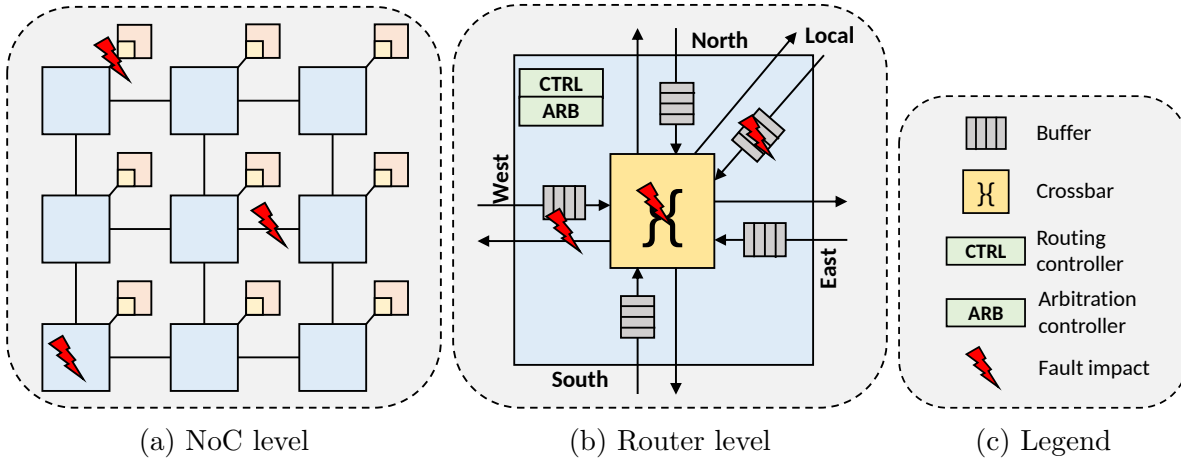 North
Local
CTRL
ARB
West
East
South
}{
Buffer
}{
Crossbar
CTRL
Routing
controller
ARB
Arbitration
controller
Fault impact
(a) NoC level
(b) Router level
(c) Legend